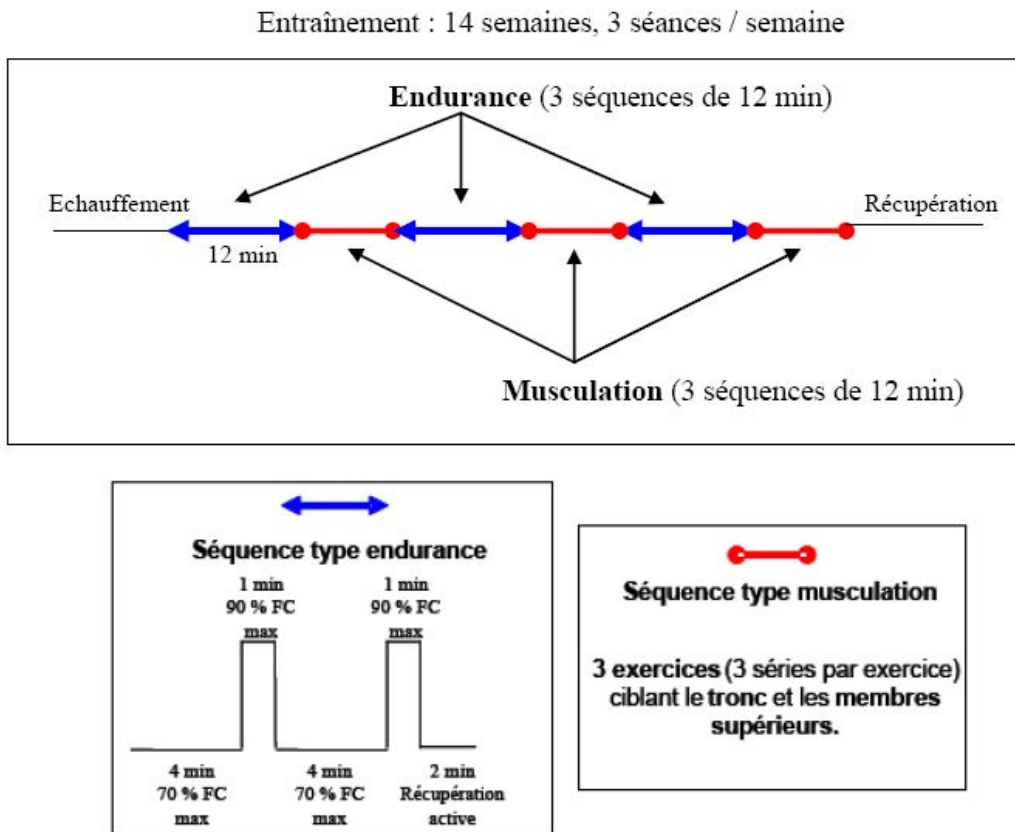 Entraînement : 14 semaines, 3 séances / semaine
Endurance (3 séquences de 12 min)
Echauffement
Récupération
12 min
Musculation (3 séquences de 12 min)
Séquence type endurance
1 min
90 % FC
max
1 min
90 % FC
max
4 min
70 % FC
max
4 min
70 % FC
max
2 min
Récupération
active
Séquence type musculation
3 exercices (3 séries par exercice)
ciblant le tronc et les membres
supérieurs.